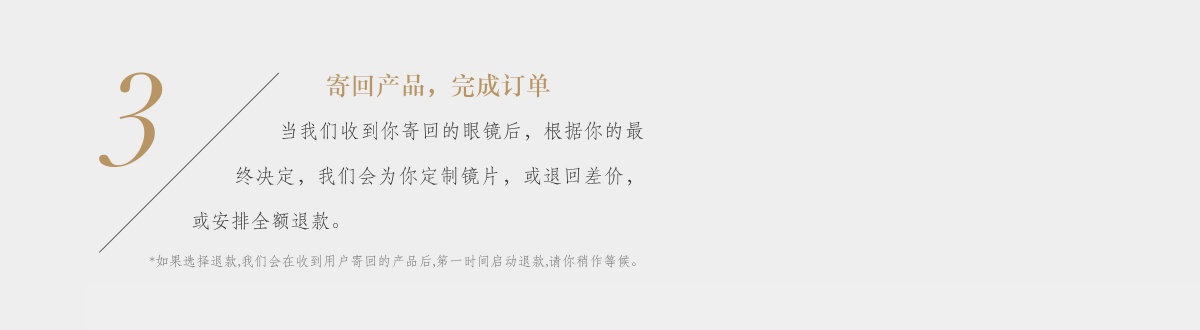 3
寄回产品，完成订单
当我们收到你寄回的眼镜后，根据你的最
终决定，我们会为你定制镜片，或退回差价，
或安排全额退款。
*如果选择退款,我们会在收到用户寄回的产品后,第一时间启动退款,请你稍作等候。